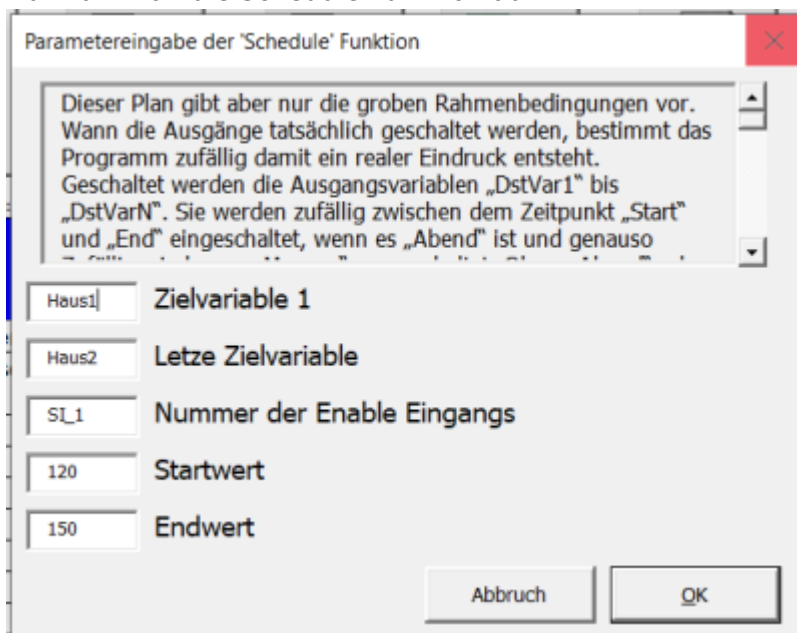 Parametereingabe der 'Schedule' Funktion
Dieser Plan gibt aber nur die groben Rahmenbedingungen vor.
Wann die Ausgänge tatsächlich geschaltet werden, bestimmt das
Programm zufällig damit ein realer Eindruck entsteht.
Geschaltet werden die Ausgangsvariablen „DstVar1" bis
„DstVarN". Sie werden zufällig zwischen dem Zeitpunkt „Start"
und „End" eingeschaltet, wenn es „Abend" ist und genauso
Haus1 Zielvariable 1
Haus2 Letze Zielvariable
SI_1 Nummer der Enable Eingangs
120 Startwert
150 Endwert
Abbruch OK